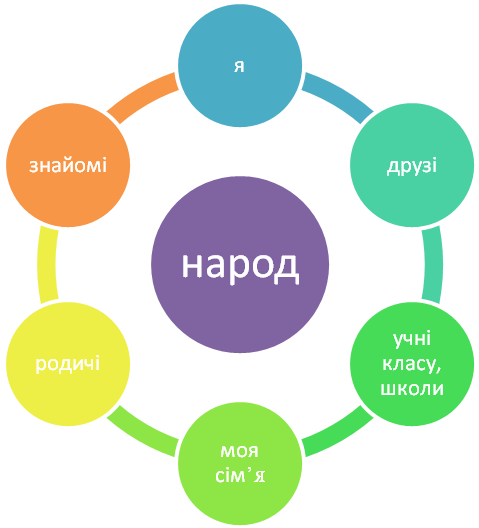 я
друзі
учні
класу,
школи
моя
сім’я
родичі
знайомі
народ